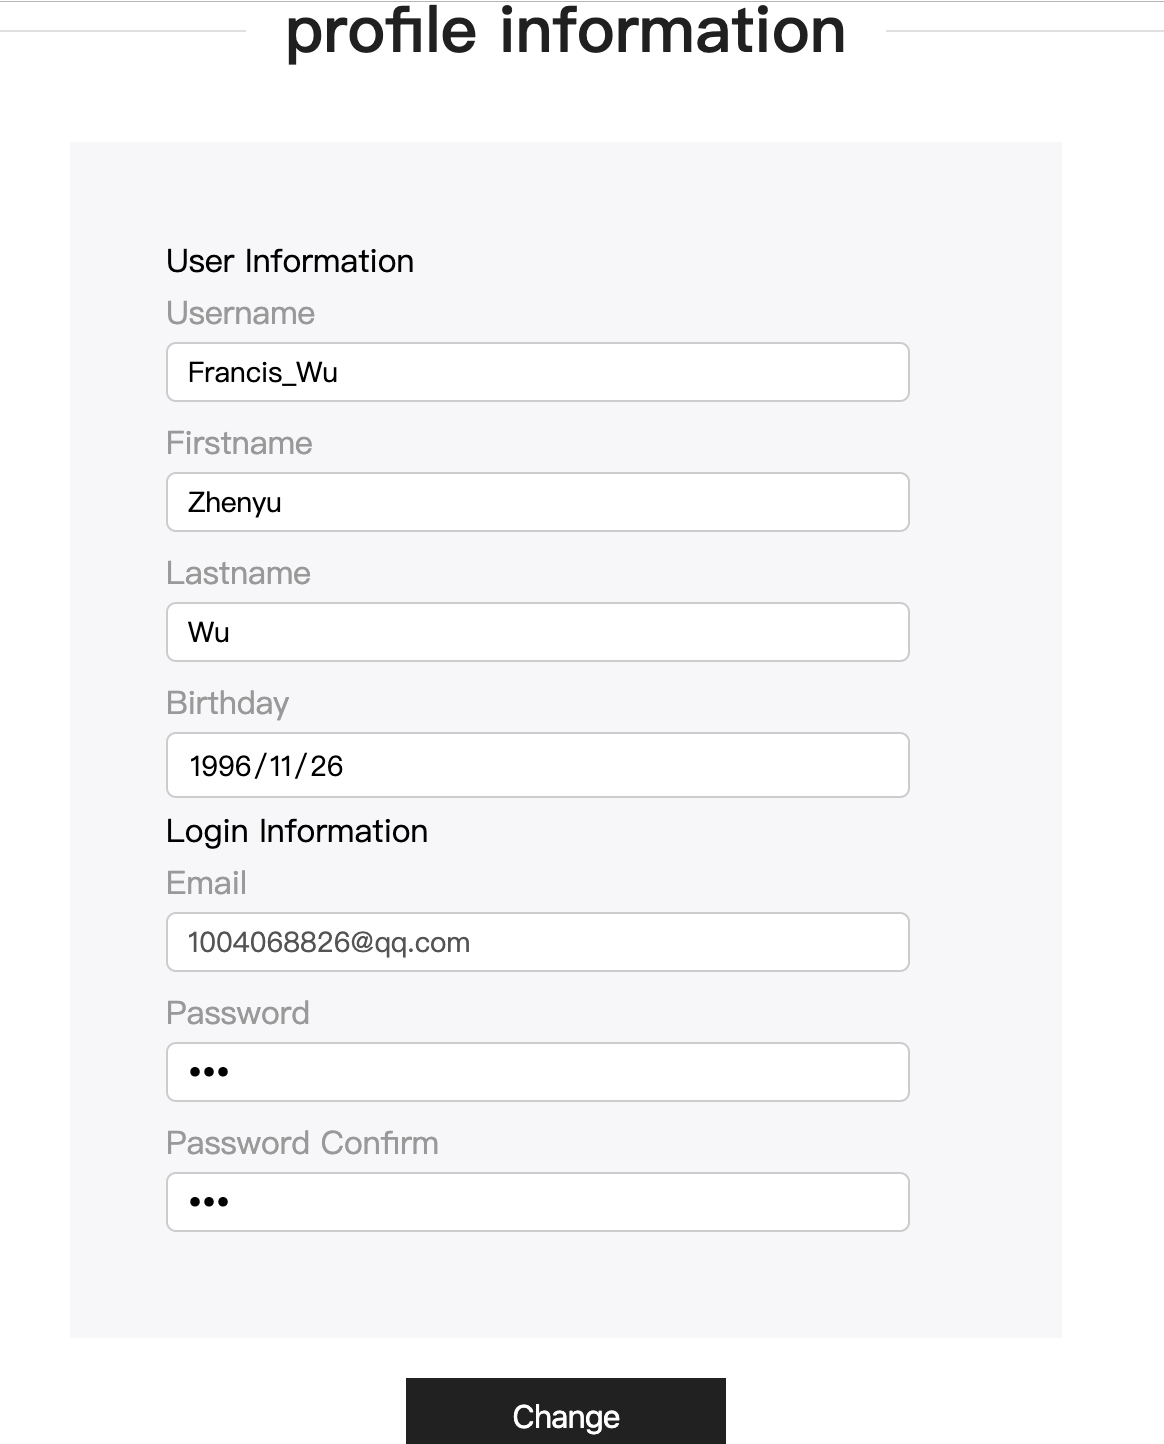 profile information
User Information
Username
Francis_Wu
Firstname
Zhenyu
Lastname
Wu
Birthday
1996/11/26
Login Information
Email
1004068826@qq.com
Password
•••
Password Confirm
•••
Change